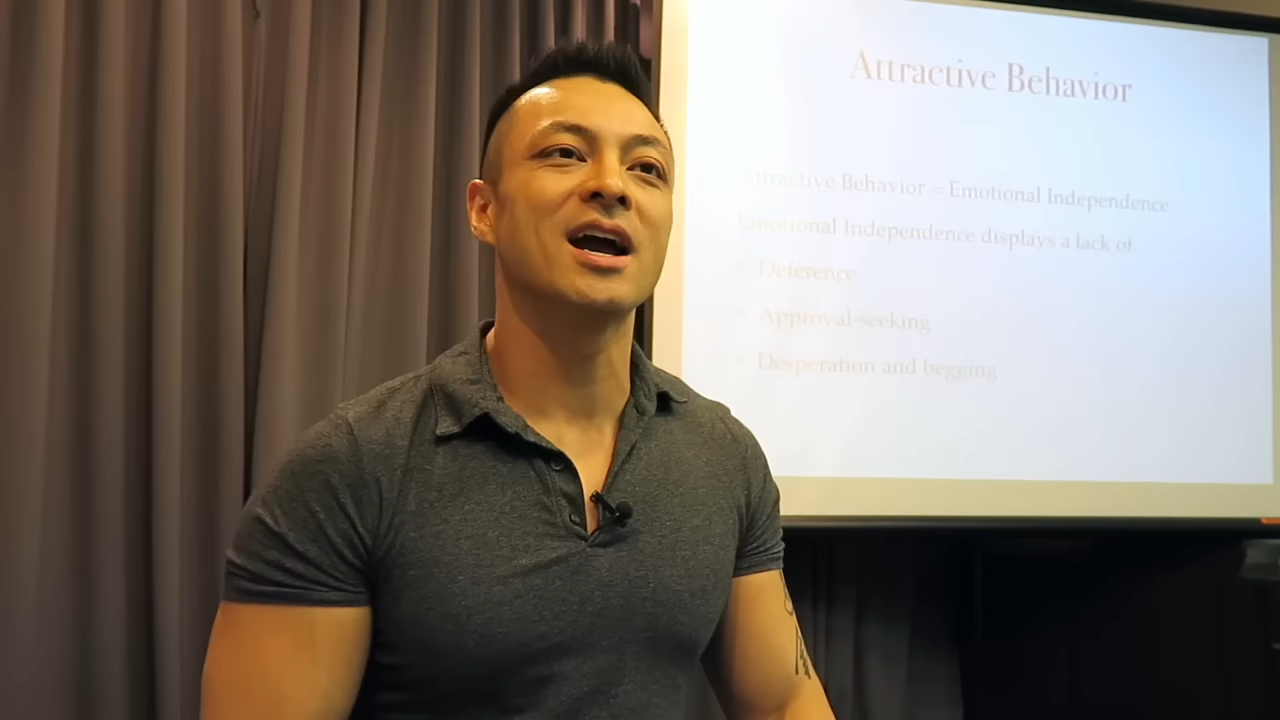 Attractive Behavior
Attractive Behavior = Emotional Independence
Emotional Independence displays a lack of
Deference
Approval-seeking
Desperation and begging